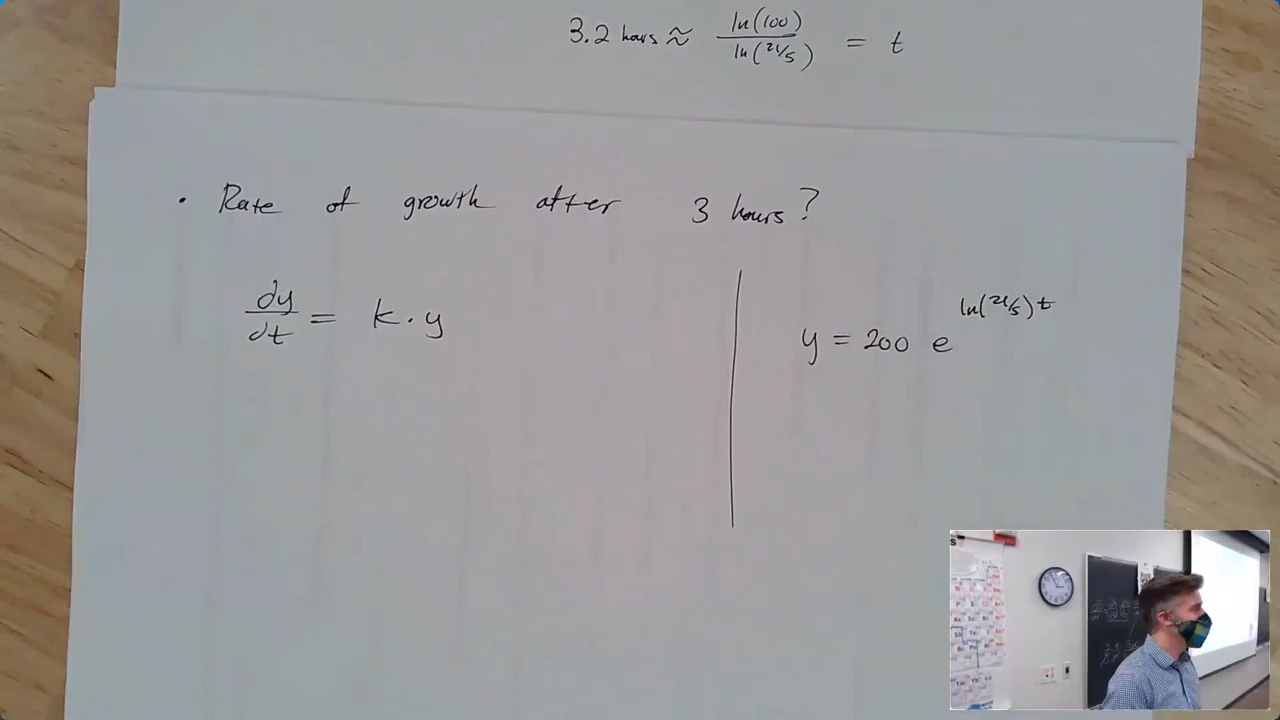 3.2 hours ≈ ln(100) / ln(21/5) = t
• Rate of growth after 3 hours?
dy/dt = k · y
y = 200 e^ln(21/5)t